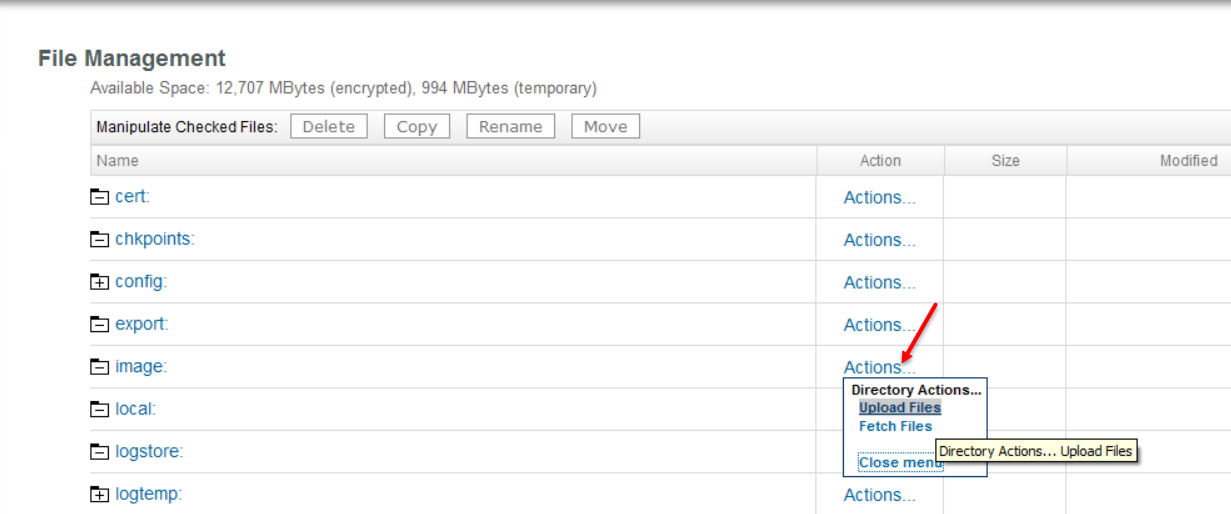 File Management
Available Space: 12,707 MBytes (encrypted), 994 MBytes (temporary)
Manipulate Checked Files: Delete Copy Rename Move
Name Action Size Modified
cert: Actions...
chkpoints: Actions...
config: Actions...
export: Actions...
image: Actions...
Directory Actions...
local: Upload Files
Fetch Files
logstore: Directory Actions... Upload Files
Close menu
logtemp: Actions...